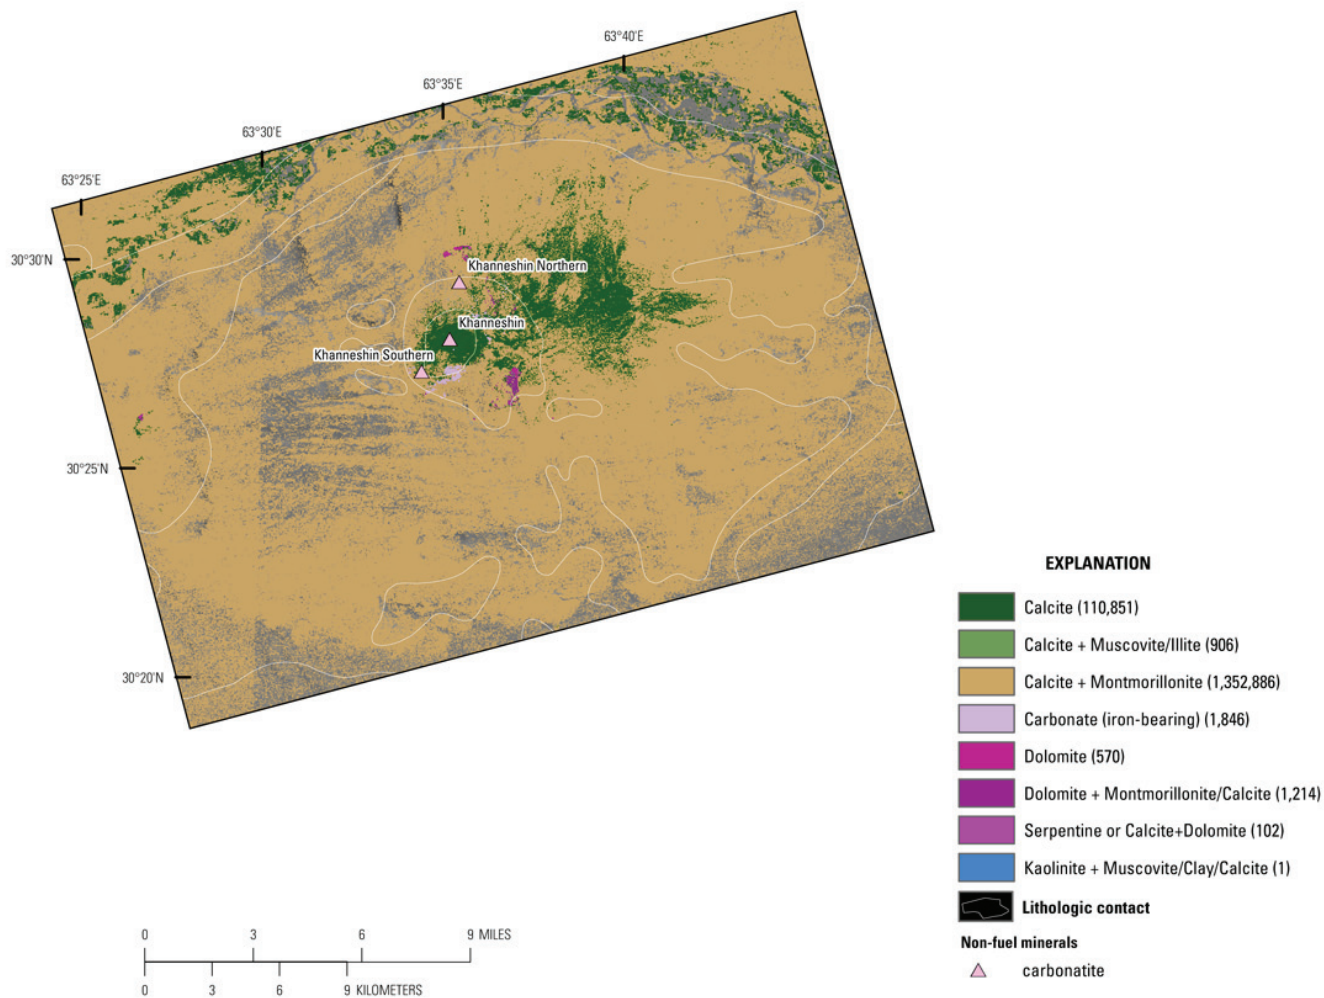 63°40'E
63°35'E
63°30'E
63°25'E
30°30'N
Khanneshin Northern
Khanneshin
Khanneshin Southern
30°25'N
30°20'N
EXPLANATION
Calcite (110,851)
Calcite + Muscovite/Illite (906)
Calcite + Montmorillonite (1,352,886)
Carbonate (iron-bearing) (1,846)
Dolomite (570)
Dolomite + Montmorillonite/Calcite (1,214)
Serpentine or Calcite+Dolomite (102)
Kaolinite + Muscovite/Clay/Calcite (1)
Lithologic contact
Non-fuel minerals
carbonatite
0 3 6 9 MILES
0 3 6 9 KILOMETERS